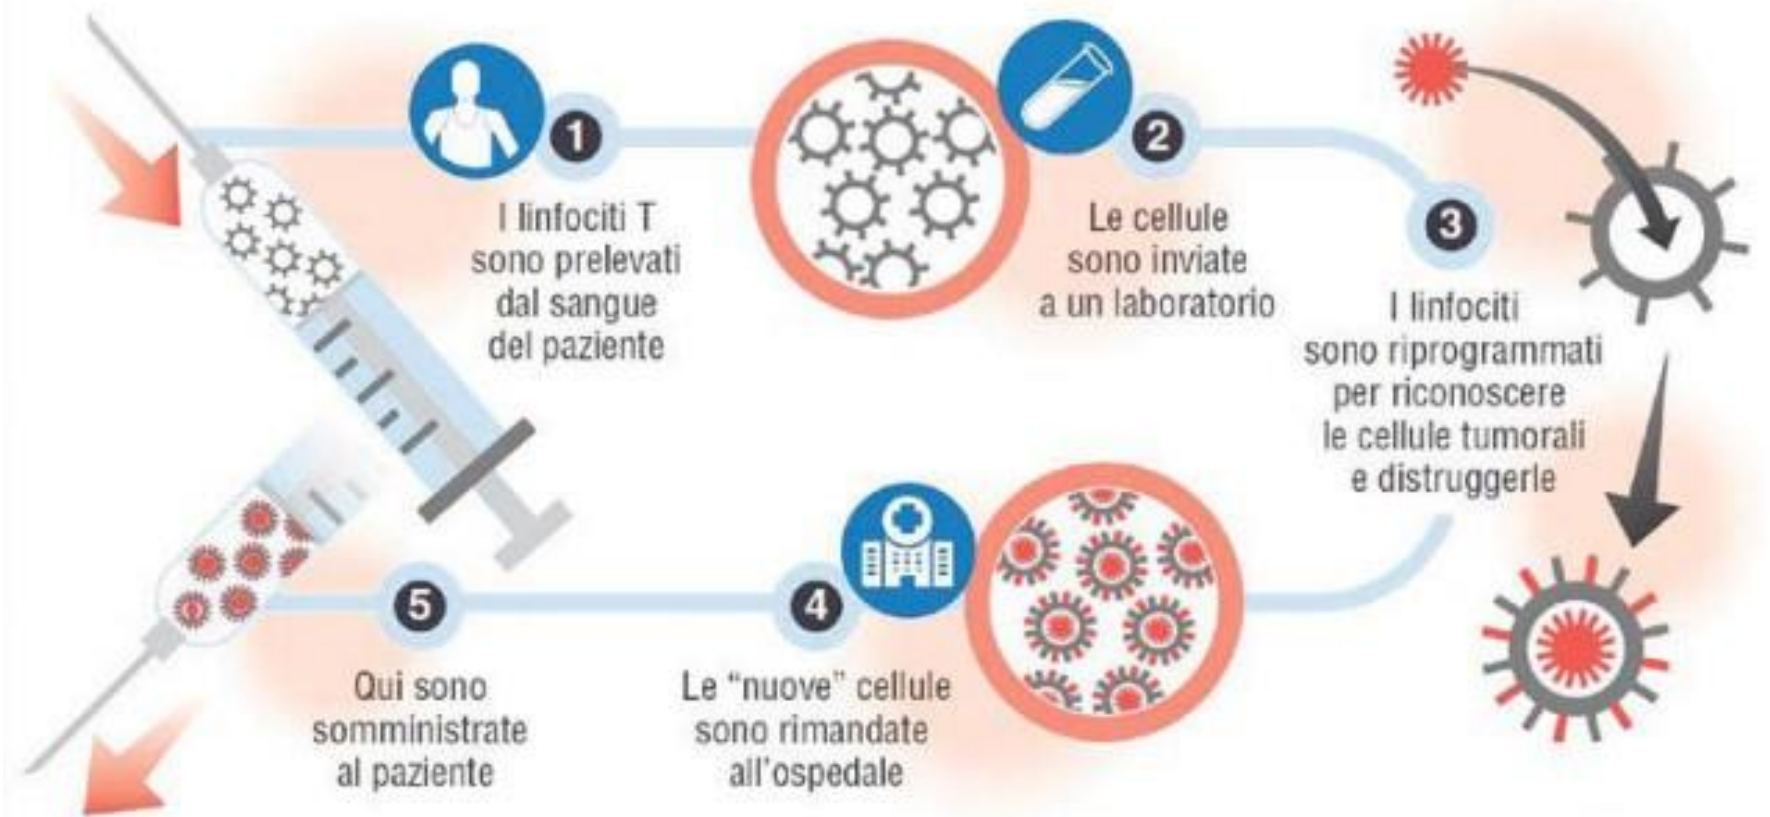 1
I linfociti T
sono prelevati
dal sangue
del paziente
2
Le cellule
sono inviate
a un laboratorio
3
I linfociti
sono riprogrammati
per riconoscere
le cellule tumorali
e distruggerle
4
Le “nuove” cellule
sono rimandate
all'ospedale
5
Qui sono
somministrate
al paziente